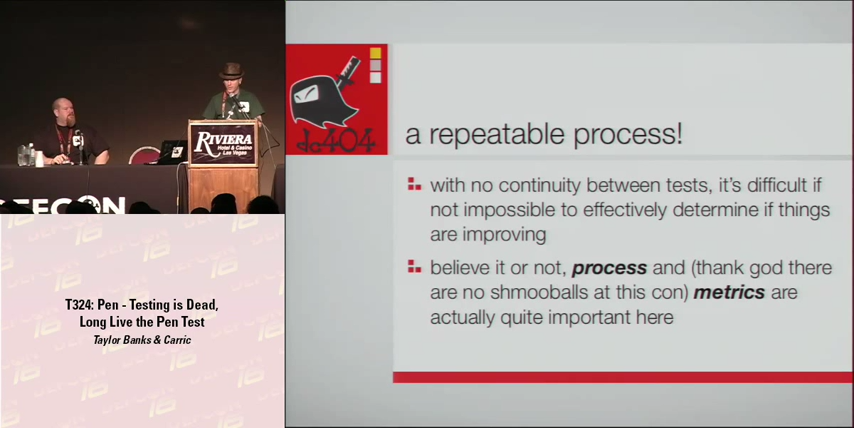 RIVIERA
Hotel & Casino
Las Vegas
DEFCON
dc404
a repeatable process!
with no continuity between tests, it's difficult if
not impossible to effectively determine if things
are improving
believe it or not, process and (thank god there
are no shmooballs at this con) metrics are
actually quite important here
T324: Pen - Testing is Dead,
Long Live the Pen Test
Taylor Banks & Carric